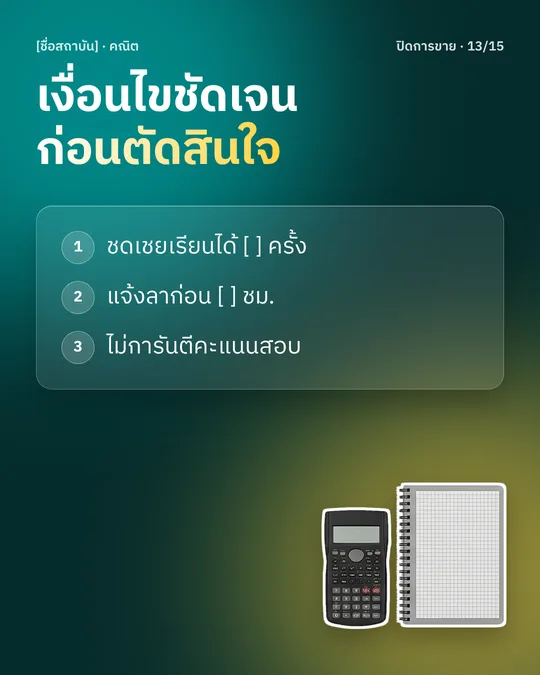 [ชื่อสถาบัน] · คณิต
ปิดการขาย · 13/15
เงื่อนไขชัดเจน
ก่อนตัดสินใจ
1 ชดเชยเรียนได้ [ ] ครั้ง
2 แจ้งลาก่อน [ ] ชม.
3 ไม่การันตีคะแนนสอบ